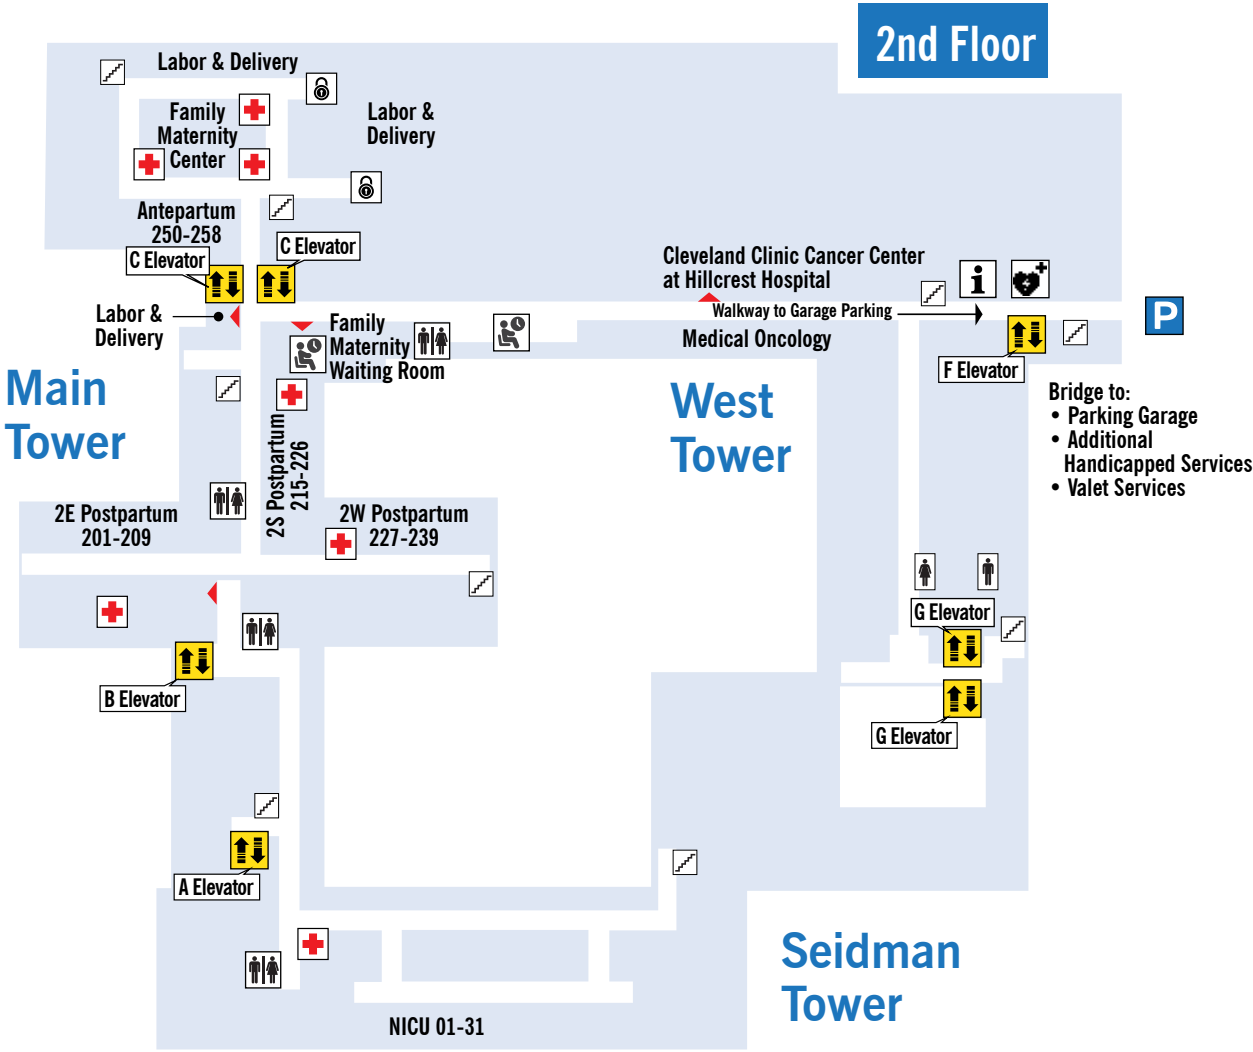 2nd Floor
Labor & Delivery
Family
Maternity
Center
Labor &
Delivery
Antepartum
250-258
C Elevator
C Elevator
Labor &
Delivery
Family
Maternity
Waiting Room
Cleveland Clinic Cancer Center
at Hillcrest Hospital
Walkway to Garage Parking
i
P
Medical Oncology
F Elevator
Main
Tower
West
Tower
Bridge to:
• Parking Garage
• Additional
Handicapped Services
• Valet Services
2S Postpartum
215-226
2E Postpartum
201-209
2W Postpartum
227-239
G Elevator
B Elevator
G Elevator
A Elevator
Seidman
Tower
NICU 01-31